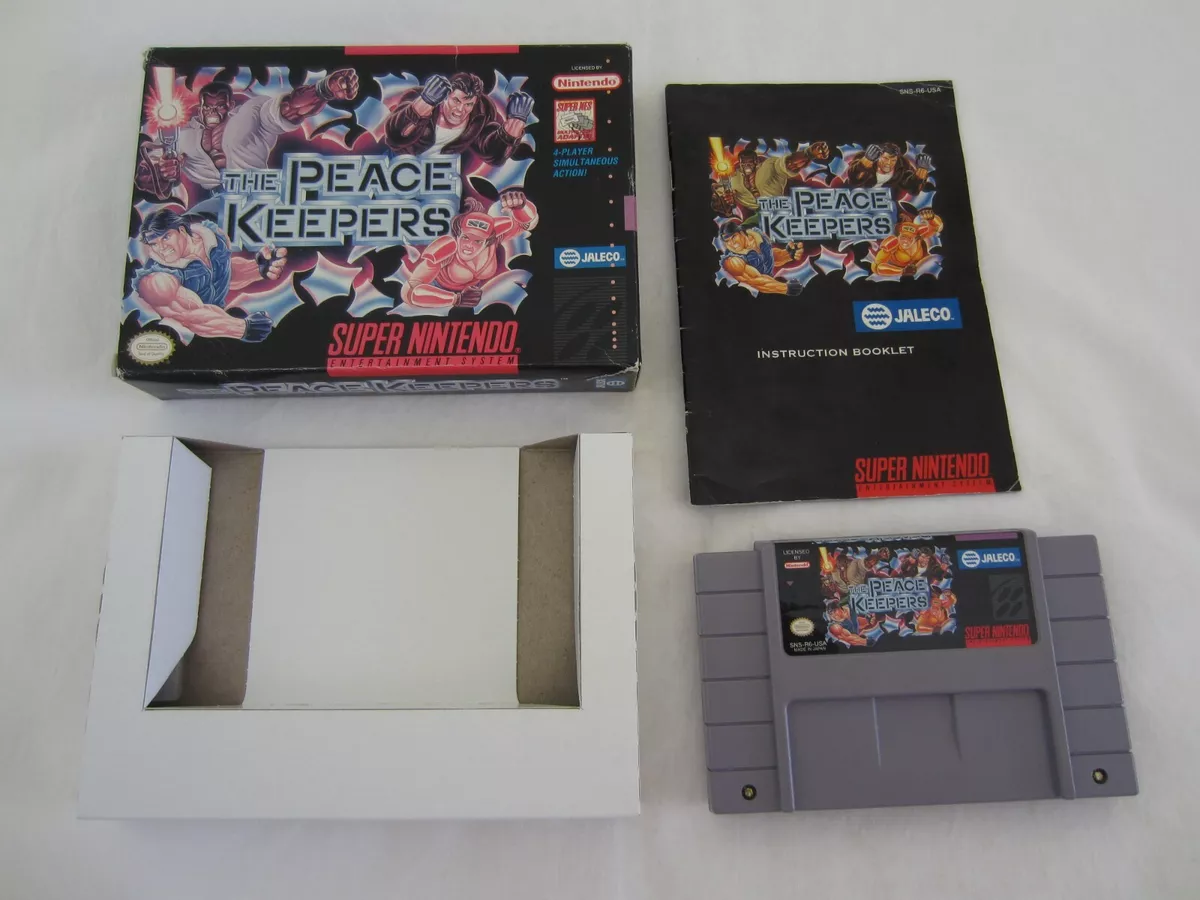 LICENSED BY
Nintendo
SUPER NES
4-PLAYER
SIMULTANEOUS
ACTION!
THE PEACE
KEEPERS
JALECO
SUPER NINTENDO
ENTERTAINMENT SYSTEM
Nintendo
THE PEACE KEEPERS
SNS-R6-USA
THE PEACE
KEEPERS
JALECO
INSTRUCTION BOOKLET
SUPER NINTENDO
ENTERTAINMENT SYSTEM
LICENSED
BY
Nintendo
JALECO
THE PEACE
KEEPERS
SNS-R6-USA
MADE IN JAPAN
SUPER NINTENDO